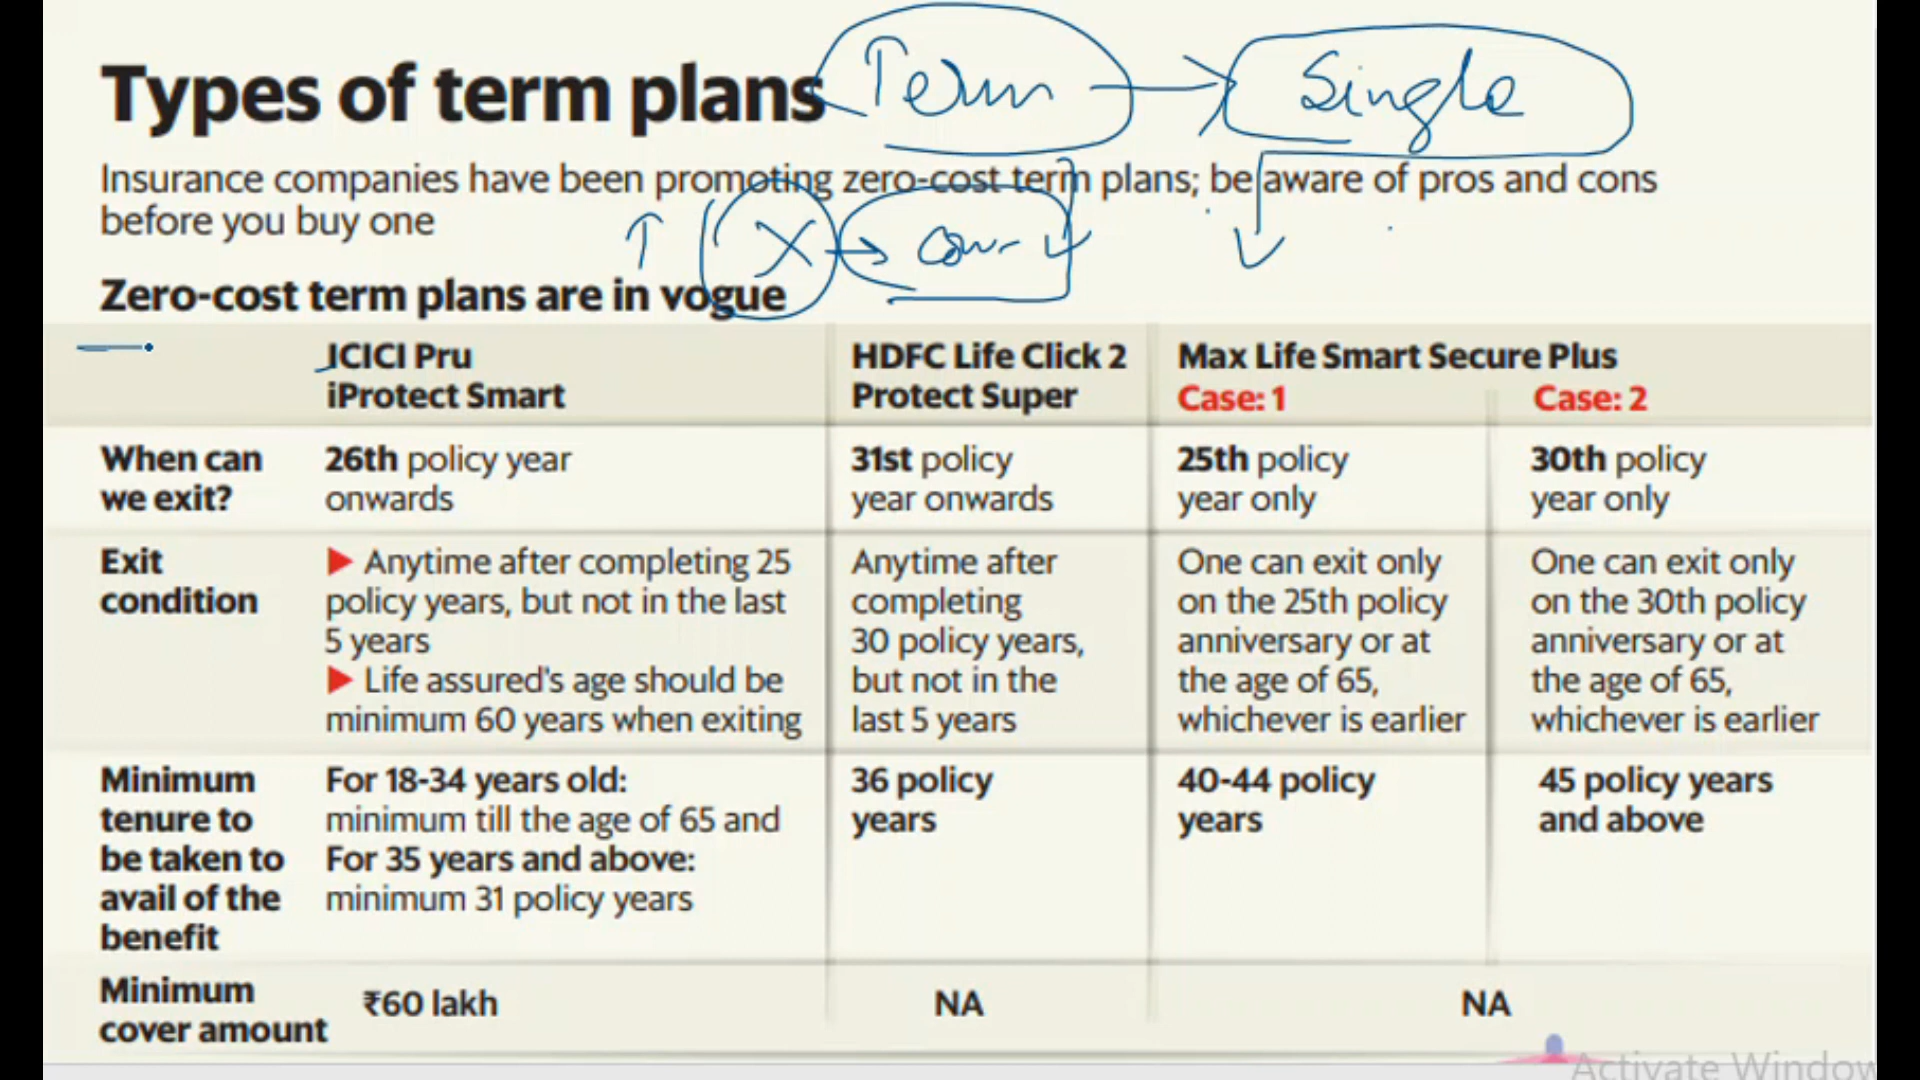 Types of term plans
Term
Single
Insurance companies have been promoting zero-cost term plans; be aware of pros and cons
before you buy one
X
Zero-cost term plans are in vogue
ICICI Pru
iProtect Smart
HDFC Life Click 2
Protect Super
Max Life Smart Secure Plus
Case: 1
Case: 2
When can
we exit?
26th policy year
onwards
31st policy
year onwards
25th policy
year only
30th policy
year only
Exit
condition
▶ Anytime after completing 25
policy years, but not in the last
5 years
▶ Life assured's age should be
minimum 60 years when exiting
Anytime after
completing
30 policy years,
but not in the
last 5 years
One can exit only
on the 25th policy
anniversary or at
the age of 65,
whichever is earlier
One can exit only
on the 30th policy
anniversary or at
the age of 65,
whichever is earlier
Minimum
tenure to
be taken to
avail of the
benefit
For 18-34 years old:
minimum till the age of 65 and
For 35 years and above:
minimum 31 policy years
36 policy
years
40-44 policy
years
45 policy years
and above
Minimum
cover amount
₹60 lakh
NA
NA
Activate Window